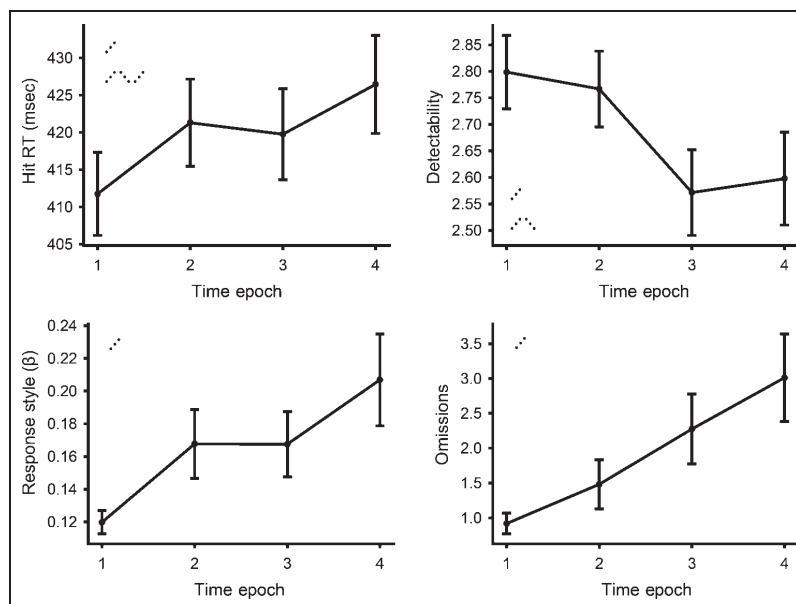 Hit RT (msec)
430
425
420
415
410
405
1 2 3 4
Time epoch
Detectability
2.85
2.80
2.75
2.70
2.65
2.60
2.55
2.50
1 2 3 4
Time epoch
Response style (β)
0.24
0.22
0.20
0.18
0.16
0.14
0.12
1 2 3 4
Time epoch
Omissions
3.5
3.0
2.5
2.0
1.5
1.0
1 2 3 4
Time epoch